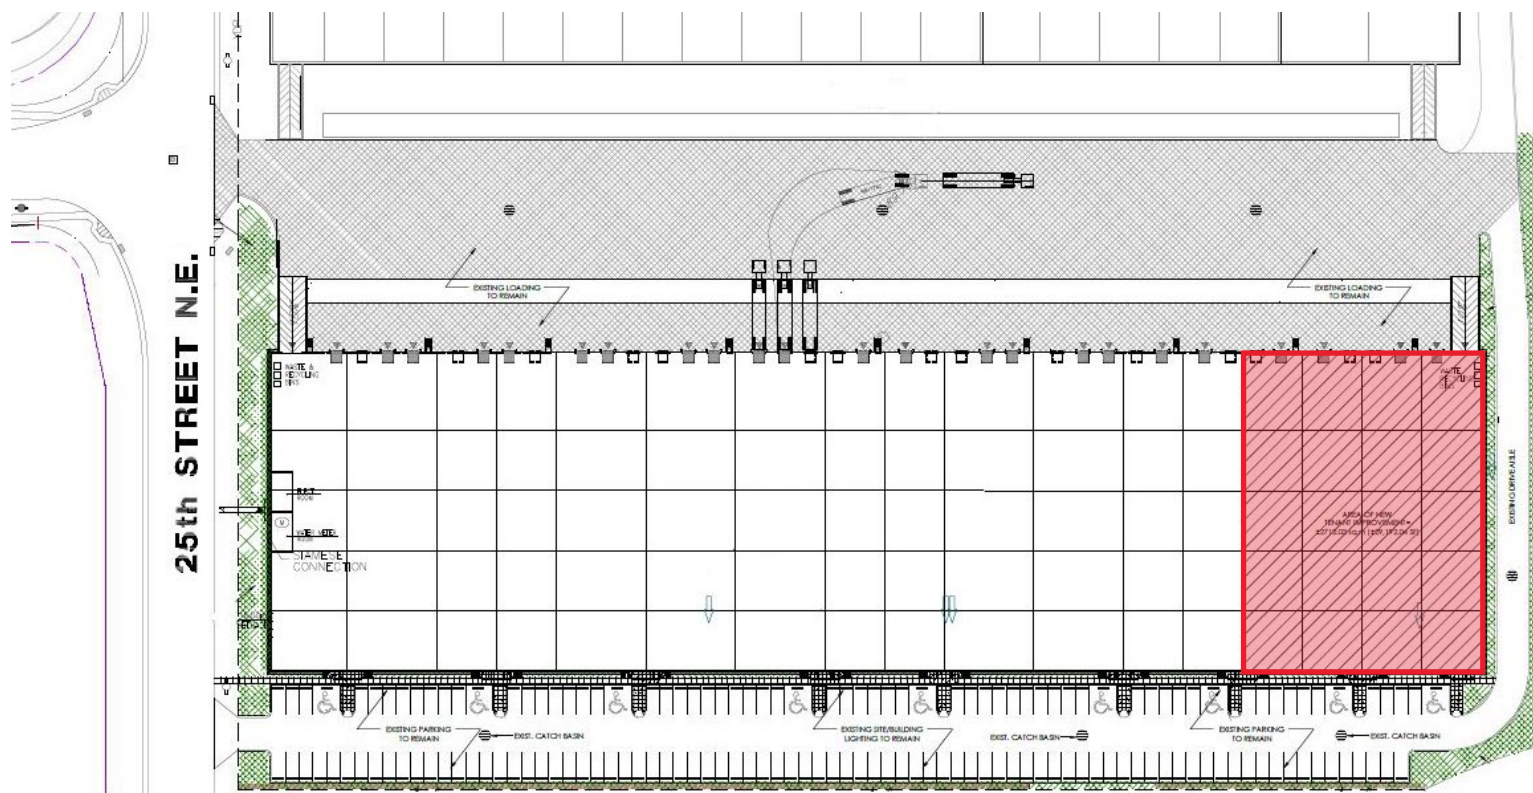 EXISTING LOADING
TO REMAIN
EXISTING LOADING
TO REMAIN
25th STREET N.E.
WASTE &
RECYCLING
BINS
ROOM
WATER METER
ROOM
SIAMESE
CONNECTION
AREA OF NEW
TENANT IMPROVEMENT=
EXISTING DRIVE AISLE
EXISTING PARKING
TO REMAIN
EXIST. CATCH BASIN
EXISTING SITE/BUILDING
LIGHTING TO REMAIN
EXIST. CATCH BASIN
EXISTING PARKING
TO REMAIN
EXIST. CATCH BASIN